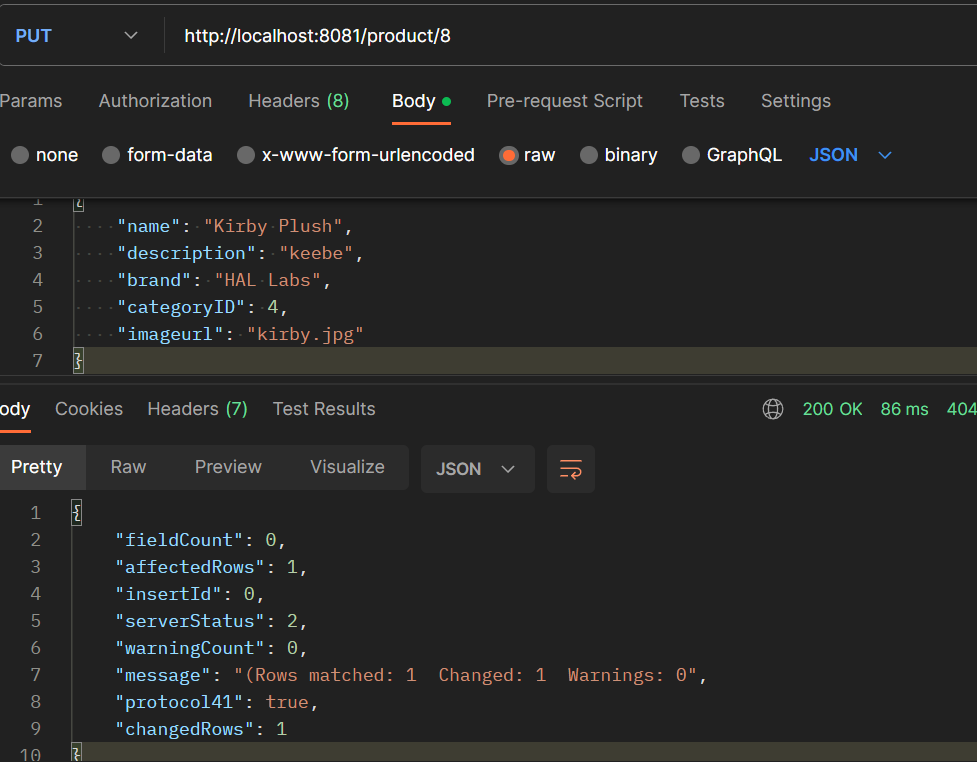 PUT http://localhost:8081/product/8
Params Authorization Headers (8) Body Pre-request Script Tests Settings
none form-data x-www-form-urlencoded raw binary GraphQL JSON
1 {
2 "name": "Kirby Plush",
3 "description": "keebe",
4 "brand": "HAL Labs",
5 "categoryID": 4,
6 "imageurl": "kirby.jpg"
7 }
ody Cookies Headers (7) Test Results 200 OK 86 ms 404
Pretty Raw Preview Visualize JSON
1 {
2 "fieldCount": 0,
3 "affectedRows": 1,
4 "insertId": 0,
5 "serverStatus": 2,
6 "warningCount": 0,
7 "message": "(Rows matched: 1  Changed: 1  Warnings: 0",
8 "protocol41": true,
9 "changedRows": 1
10 }